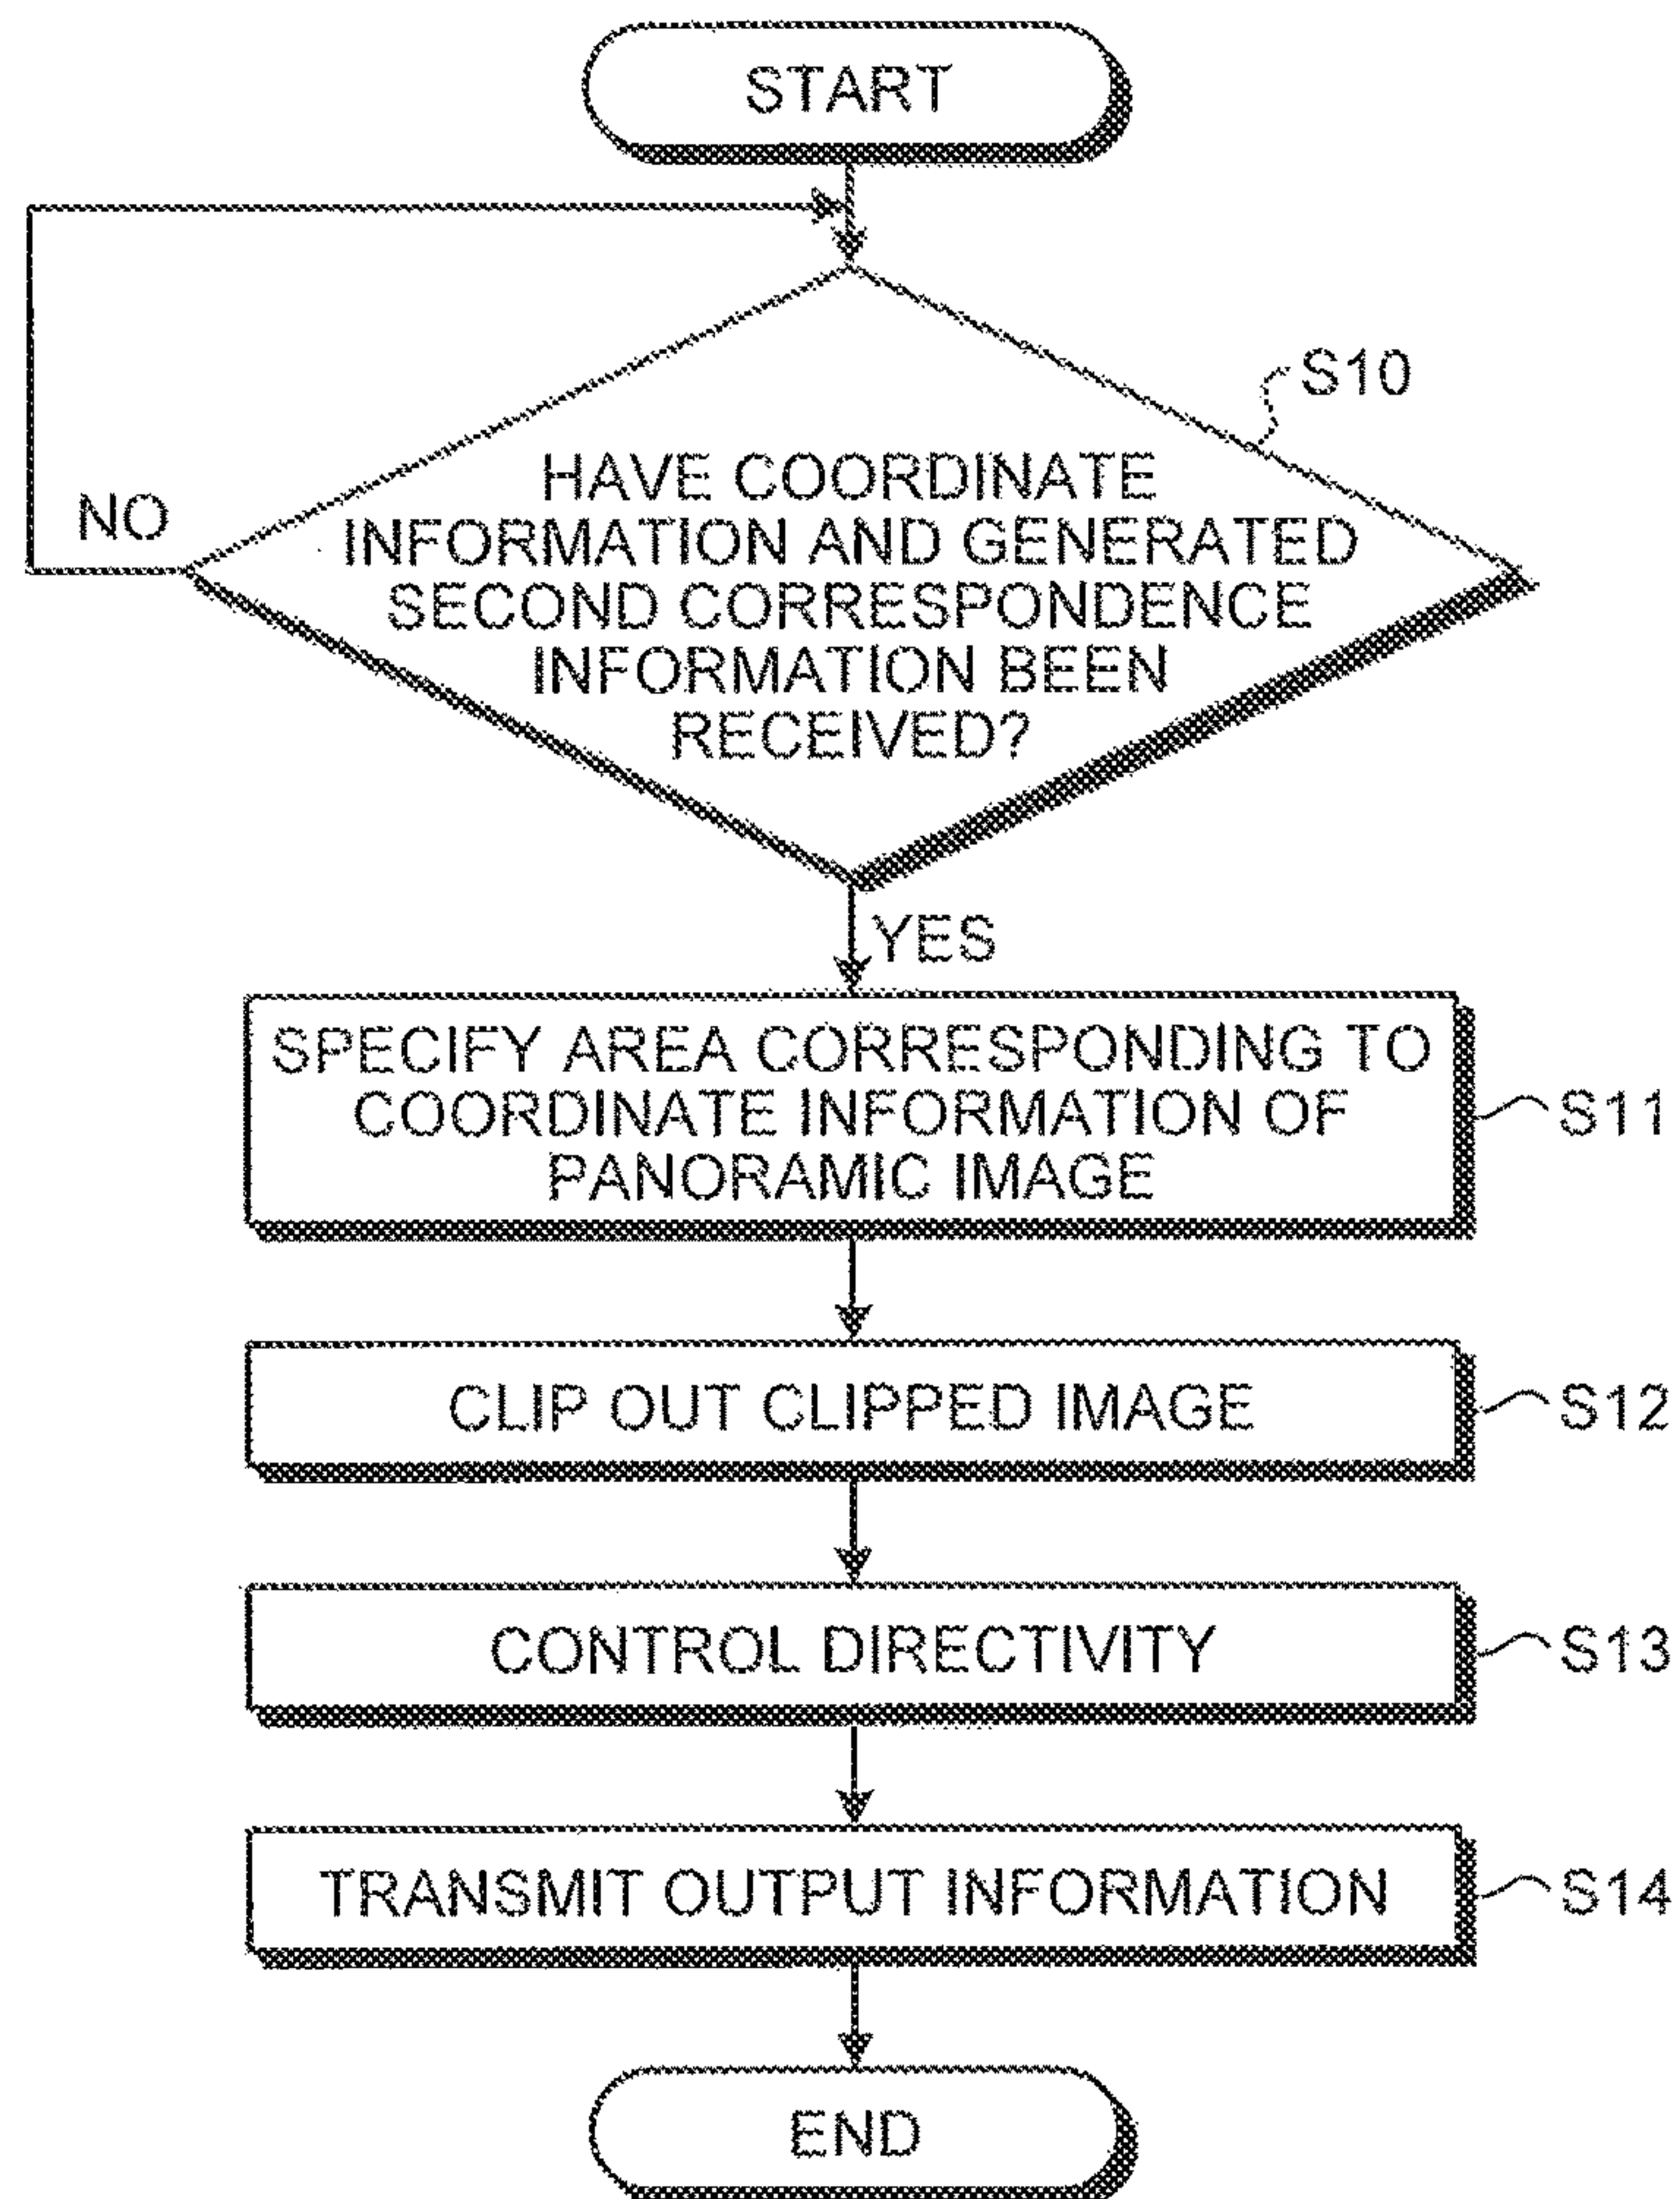 START
S10
HAVE COORDINATE
INFORMATION AND GENERATED
SECOND CORRESPONDENCE
INFORMATION BEEN
RECEIVED?
NO
YES
SPECIFY AREA CORRESPONDING TO
COORDINATE INFORMATION OF
PANORAMIC IMAGE
S11
CLIP OUT CLIPPED IMAGE
S12
CONTROL DIRECTIVITY
S13
TRANSMIT OUTPUT INFORMATION
S14
END